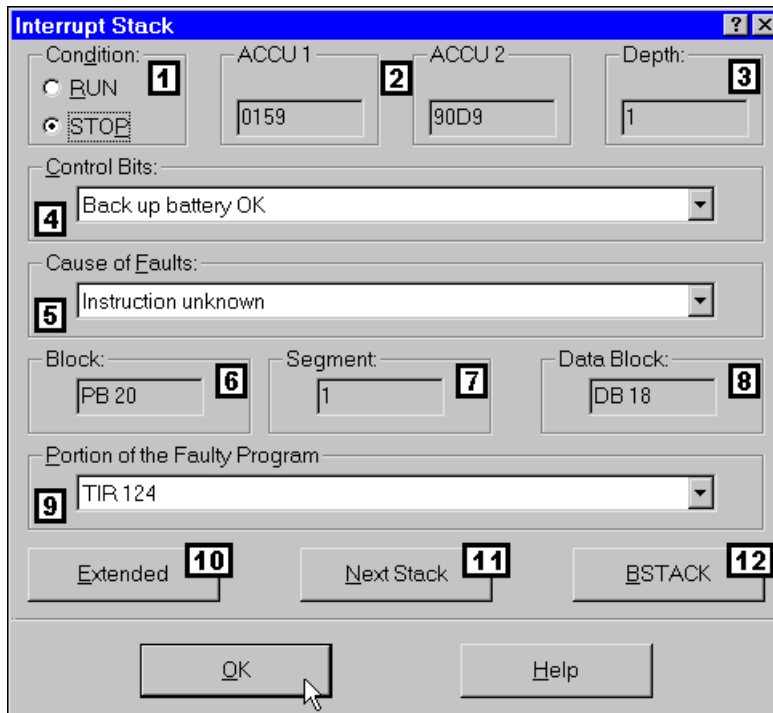 Interrupt Stack ? ×
Condition: 1 ACCU 1 2 ACCU 2 Depth: 3
RUN
STOP 0159 90D9 1
Control Bits:
4 Back up battery OK
Cause of Faults:
5 Instruction unknown
Block: 6 Segment: 7 Data Block: 8
PB 20 1 DB 18
Portion of the Faulty Program
9 TIR 124
Extended 10 Next Stack 11 BSTACK 12
OK Help